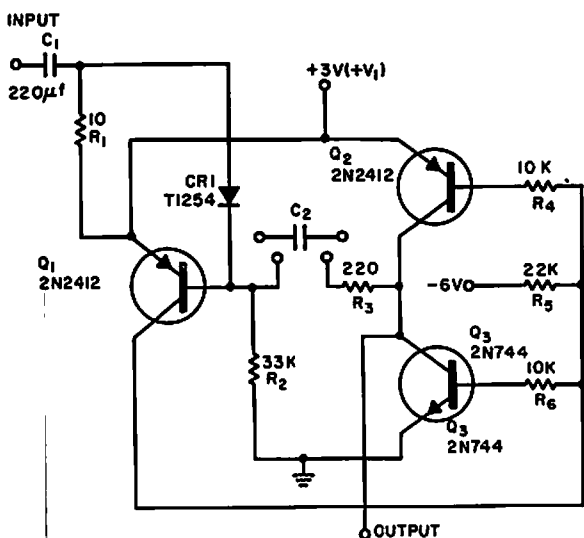 INPUT
C1
220µf
10
R1
+3V(+V1)
Q2
2N2412
CR1
T1254
10 K
R4
C2
Q1
2N2412
220
R3
-6V
22K
R5
33K
R2
Q3
2N744
10K
R6
Q3
2N744
OUTPUT